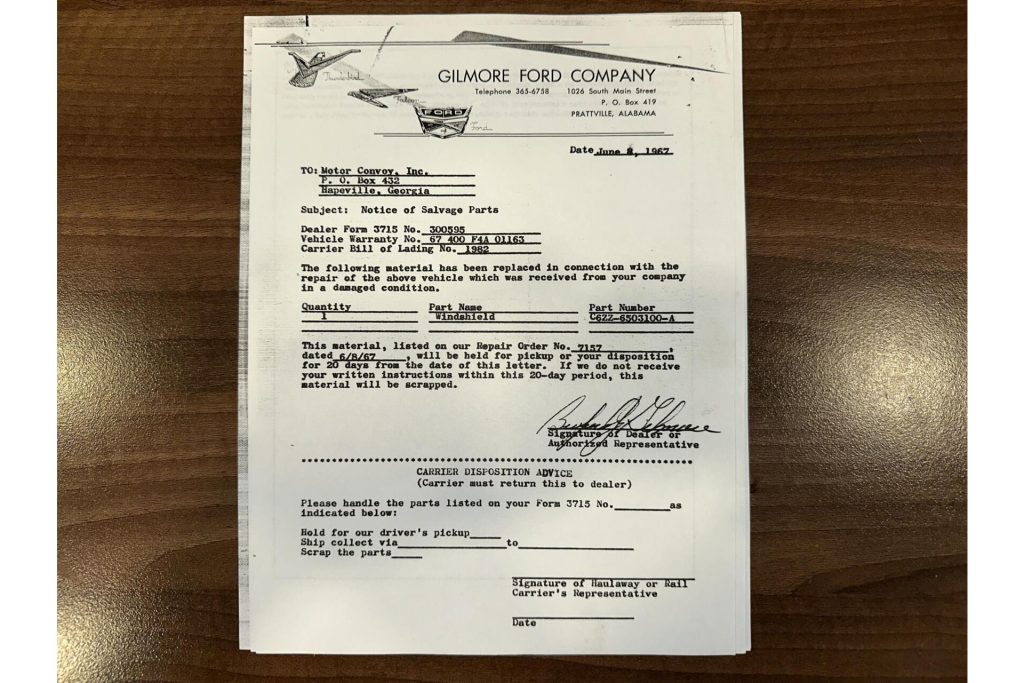 GILMORE FORD COMPANY
Telephone 365-6758 1026 South Main Street
P. O. Box 419
PRATTVILLE, ALABAMA
Thunderbird
Falcon
FORD
Ford
Date June 8, 1967
TO: Motor Convoy, Inc.
P. O. Box 432
Hapeville, Georgia
Subject: Notice of Salvage Parts
Dealer Form 3715 No. 300595
Vehicle Warranty No. 67 400 F4A 01163
Carrier Bill of Lading No. 1982
The following material has been replaced in connection with the
repair of the above vehicle which was received from your company
in a damaged condition.
Quantity Part Name Part Number
1 Windshield C6ZZ-6503100-A
This material, listed on our Repair Order No. 7157,
dated 6/8/67, will be held for pickup or your disposition
for 20 days from the date of this letter. If we do not receive
your written instructions within this 20-day period, this
material will be scrapped.
Signature of Dealer or
Authorized Representative
CARRIER DISPOSITION ADVICE
(Carrier must return this to dealer)
Please handle the parts listed on your Form 3715 No. as
indicated below:
Hold for our driver's pickup
Ship collect via to
Scrap the parts
Signature of Haulaway or Rail
Carrier's Representative
Date